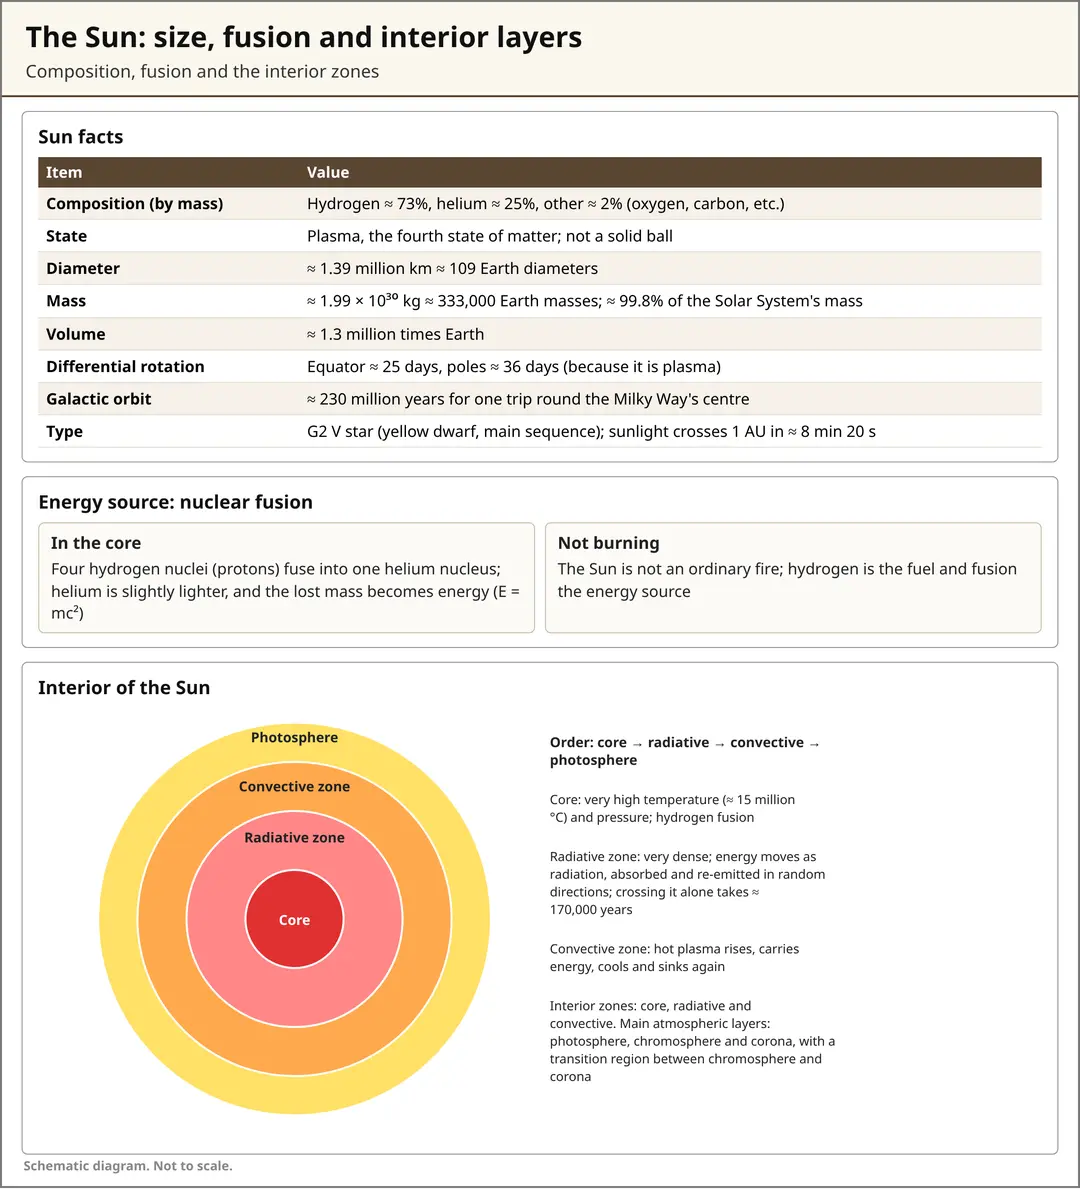 The Sun: size, fusion and interior layers
Composition, fusion and the interior zones
Sun facts
Item Value
Composition (by mass) Hydrogen ≈ 73%, helium ≈ 25%, other ≈ 2% (oxygen, carbon, etc.)
State Plasma, the fourth state of matter; not a solid ball
Diameter ≈ 1.39 million km ≈ 109 Earth diameters
Mass ≈ 1.99 × 10³⁰ kg ≈ 333,000 Earth masses; ≈ 99.8% of the Solar System's mass
Volume ≈ 1.3 million times Earth
Differential rotation Equator ≈ 25 days, poles ≈ 36 days (because it is plasma)
Galactic orbit ≈ 230 million years for one trip round the Milky Way's centre
Type G2 V star (yellow dwarf, main sequence); sunlight crosses 1 AU in ≈ 8 min 20 s
Energy source: nuclear fusion
In the core
Four hydrogen nuclei (protons) fuse into one helium nucleus;
helium is slightly lighter, and the lost mass becomes energy (E =
mc²)
Not burning
The Sun is not an ordinary fire; hydrogen is the fuel and fusion
the energy source
Interior of the Sun
Photosphere
Convective zone
Radiative zone
Core
Order: core → radiative → convective →
photosphere
Core: very high temperature (≈ 15 million
°C) and pressure; hydrogen fusion
Radiative zone: very dense; energy moves as
radiation, absorbed and re-emitted in random
directions; crossing it alone takes ≈
170,000 years
Convective zone: hot plasma rises, carries
energy, cools and sinks again
Interior zones: core, radiative and
convective. Main atmospheric layers:
photosphere, chromosphere and corona, with a
transition region between chromosphere and
corona
Schematic diagram. Not to scale.